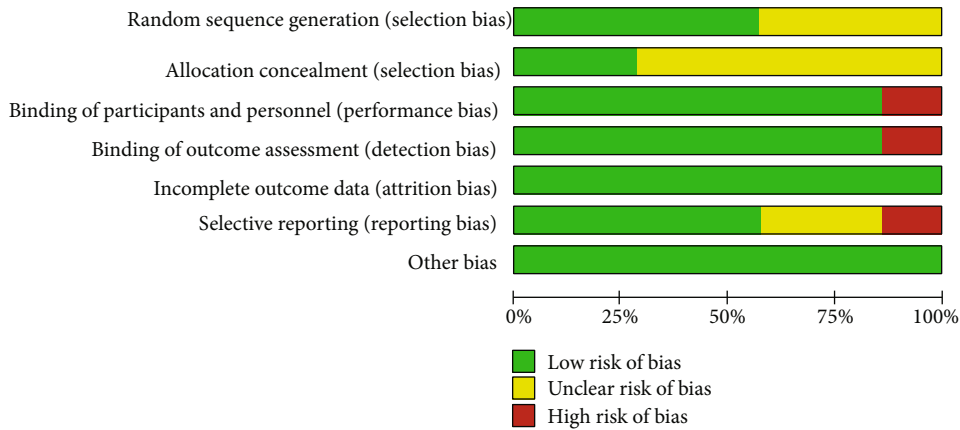 Random sequence generation (selection bias)
Allocation concealment (selection bias)
Binding of participants and personnel (performance bias)
Binding of outcome assessment (detection bias)
Incomplete outcome data (attrition bias)
Selective reporting (reporting bias)
Other bias
0% 25% 50% 75% 100%
Low risk of bias
Unclear risk of bias
High risk of bias